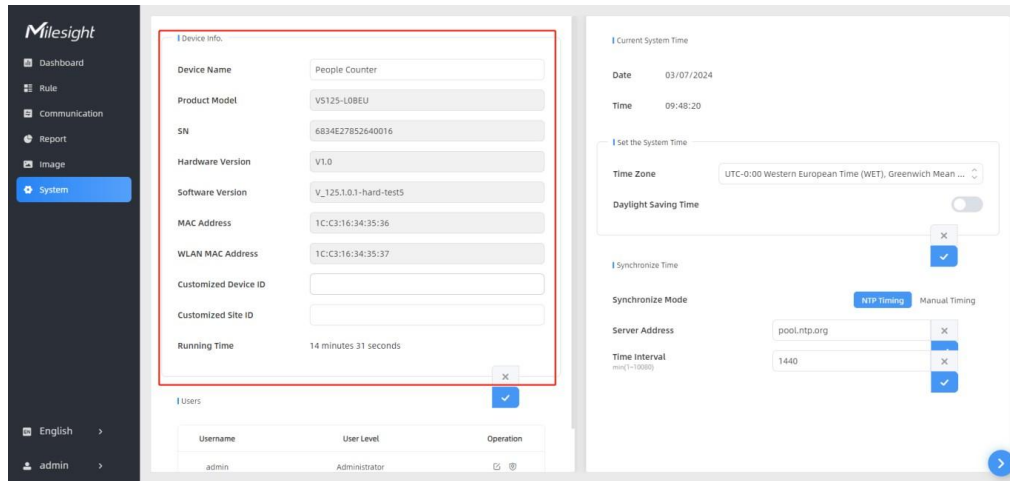 Milesight
Dashboard
Rule
Communication
Report
Image
System
English
admin
Device Info.
Device Name People Counter
Product Model VS125-L08EU
SN 6834E27852640016
Hardware Version V1.0
Software Version V_125.1.0.1-hard-test5
MAC Address 1C:C3:16:34:35:36
WLAN MAC Address 1C:C3:16:34:35:37
Customized Device ID
Customized Site ID
Running Time 14 minutes 31 seconds
Users
Username User Level Operation
admin Administrator
Current System Time
Date 03/07/2024
Time 09:48:20
Set the System Time
Time Zone UTC-0:00 Western European Time (WET), Greenwich Mean ...
Daylight Saving Time
Synchronize Time
Synchronize Mode NTP Timing Manual Timing
Server Address pool.ntp.org
Time Interval 1440
min(1~10080)